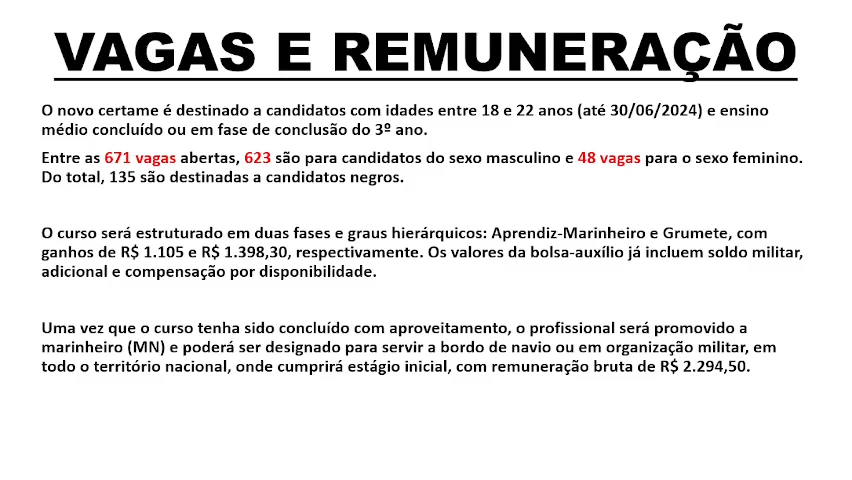 VAGAS E REMUNERAÇÃO
O novo certame é destinado a candidatos com idades entre 18 e 22 anos (até 30/06/2024) e ensino
médio concluído ou em fase de conclusão do 3º ano.
Entre as 671 vagas abertas, 623 são para candidatos do sexo masculino e 48 vagas para o sexo feminino.
Do total, 135 são destinadas a candidatos negros.
O curso será estruturado em duas fases e graus hierárquicos: Aprendiz-Marinheiro e Grumete, com
ganhos de R$ 1.105 e R$ 1.398,30, respectivamente. Os valores da bolsa-auxílio já incluem soldo militar,
adicional e compensação por disponibilidade.
Uma vez que o curso tenha sido concluído com aproveitamento, o profissional será promovido a
marinheiro (MN) e poderá ser designado para servir a bordo de navio ou em organização militar, em
todo o território nacional, onde cumprirá estágio inicial, com remuneração bruta de R$ 2.294,50.